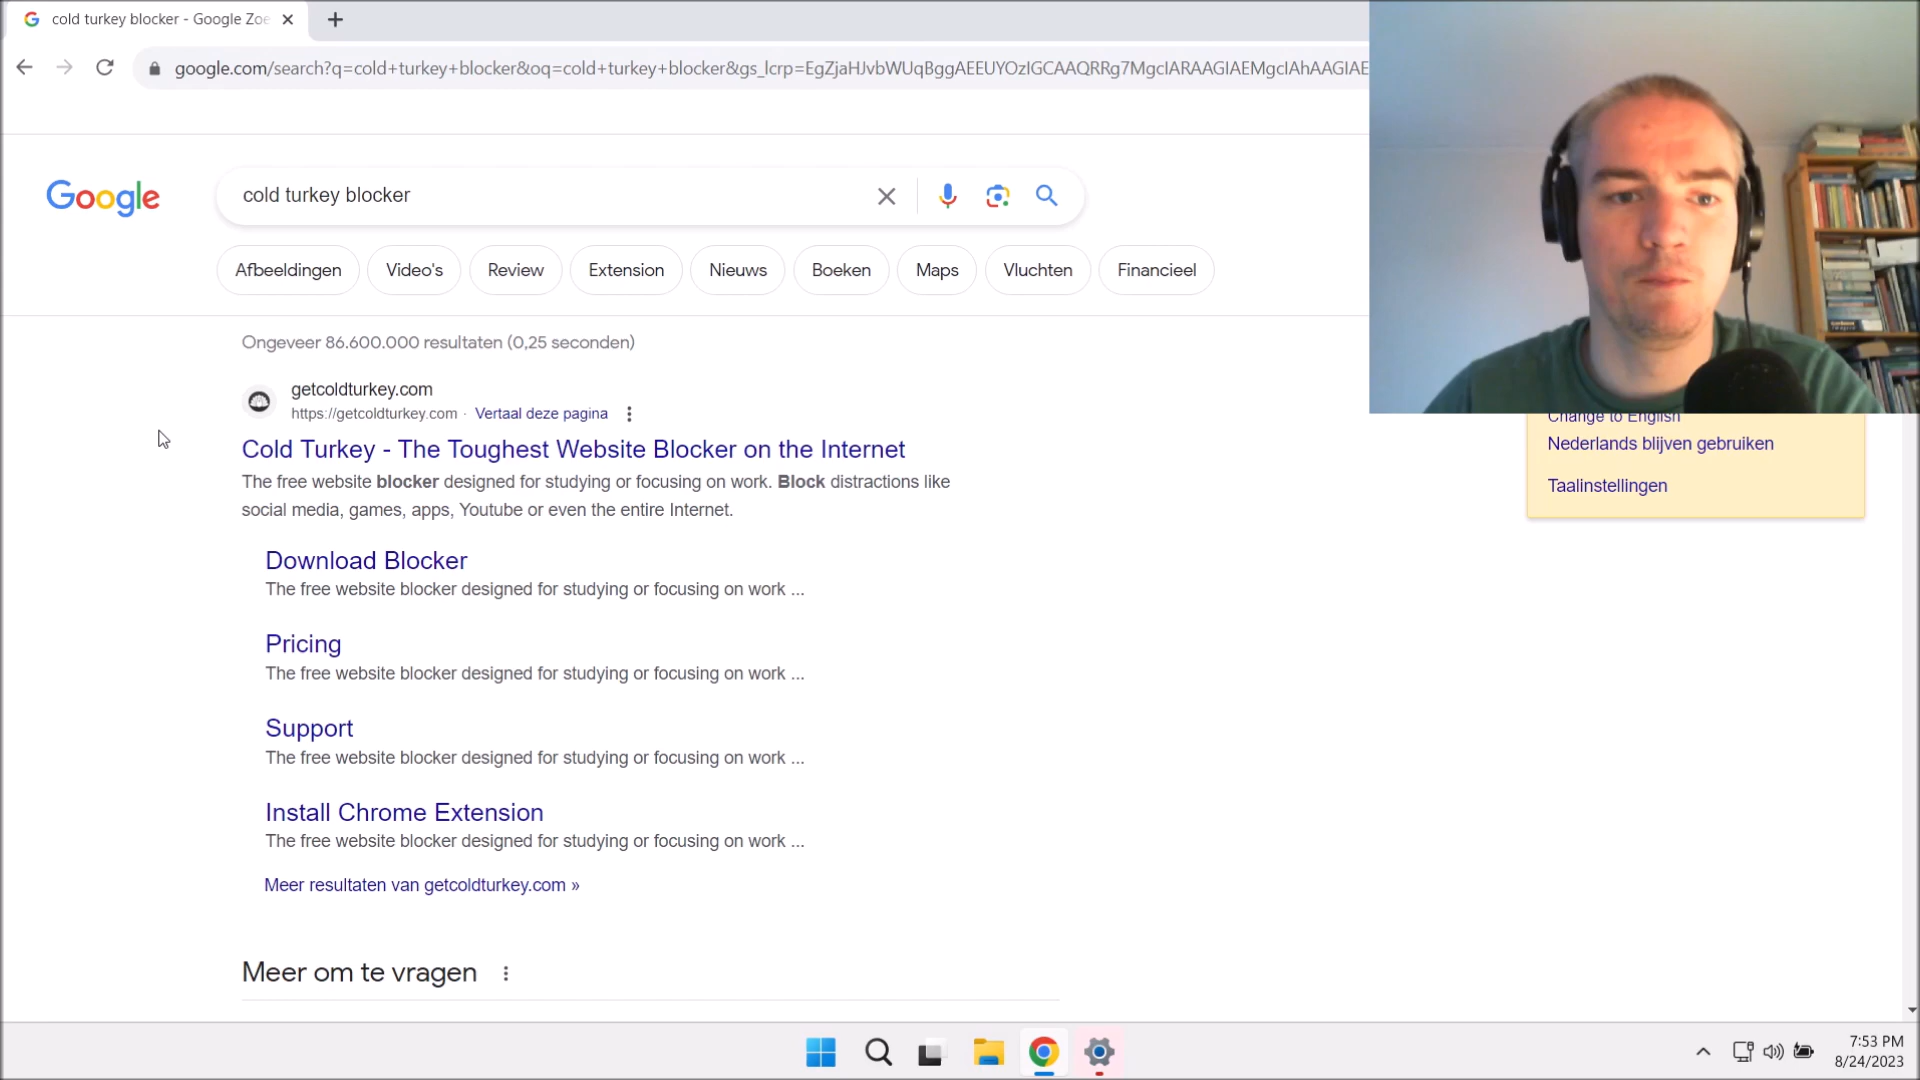 cold turkey blocker - Google Zoe
google.com/search?q=cold+turkey+blocker&oq=cold+turkey+blocker&gs_lcrp=EgZjaHJvbWUqBggAEEUYOzIGCAAQRRg7MgcIARAAGIAEMgcIAhAAGIAE
Google
cold turkey blocker
Afbeeldingen
Video's
Review
Extension
Nieuws
Boeken
Maps
Vluchten
Financieel
Ongeveer 86.600.000 resultaten (0,25 seconden)
getcoldturkey.com
https://getcoldturkey.com · Vertaal deze pagina
Cold Turkey - The Toughest Website Blocker on the Internet
The free website blocker designed for studying or focusing on work. Block distractions like
social media, games, apps, Youtube or even the entire Internet.
Download Blocker
The free website blocker designed for studying or focusing on work ...
Pricing
The free website blocker designed for studying or focusing on work ...
Support
The free website blocker designed for studying or focusing on work ...
Install Chrome Extension
The free website blocker designed for studying or focusing on work ...
Meer resultaten van getcoldturkey.com »
Meer om te vragen
Change to English
Nederlands blijven gebruiken
Taalinstellingen
7:53 PM
8/24/2023